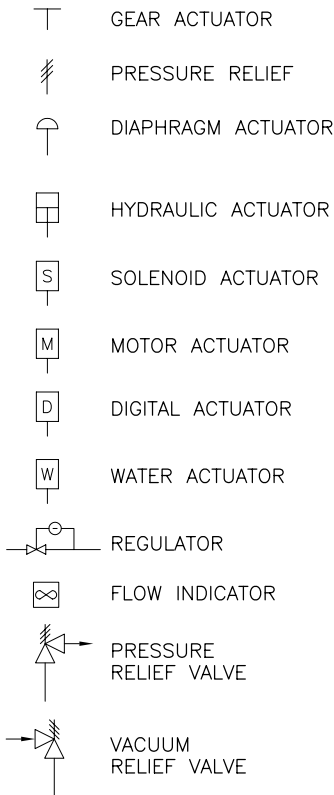 GEAR ACTUATOR
PRESSURE RELIEF
DIAPHRAGM ACTUATOR
HYDRAULIC ACTUATOR
S SOLENOID ACTUATOR
M MOTOR ACTUATOR
D DIGITAL ACTUATOR
W WATER ACTUATOR
REGULATOR
FLOW INDICATOR
PRESSURE
RELIEF VALVE
VACUUM
RELIEF VALVE